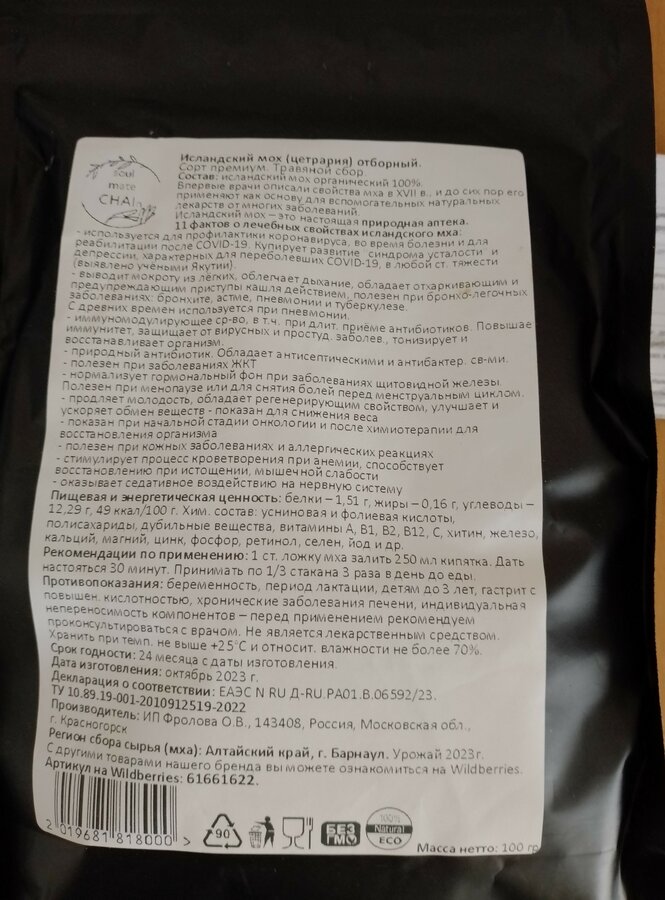 soul
mate
CHAI
Исландский мох (цетрария) отборный.
Сорт премиум. Травяной сбор.
Состав: исландский мох органический 100%.
Впервые врачи описали свойства мха в XVII в., и до сих пор его
применяют как основу для вспомогательных натуральных
лекарств от многих заболеваний.
Исландский мох – это настоящая природная аптека.
11 фактов о лечебных свойствах исландского мха:
- используется для профилактики коронавируса, во время болезни и для
реабилитации после COVID-19. Купирует развитие синдрома усталости и
депрессии, характерных для переболевших COVID-19, в любой ст. тяжести
(выявлено учёными Якутии).
- выводит мокроту из лёгких, облегчает дыхание, обладает отхаркивающим и
предупреждающим приступы кашля действием, полезен при бронхо-легочных
заболеваниях: бронхите, астме, пневмонии и туберкулезе.
С древних времен используется при пневмонии.
- иммуномодулирующее ср-во, в т.ч. при длит. приёме антибиотиков. Повышает
иммунитет, защищает от вирусных и простуд. заболев., тонизирует и
восстанавливает организм.
- природный антибиотик. Обладает антисептическими и антибактер. св-ми.
- полезен при заболеваниях ЖКТ
- нормализует гормональный фон при заболеваниях щитовидной железы.
Полезен при менопаузе или для снятия болей перед менструальным циклом.
- продляет молодость, обладает регенерирующим свойством, улучшает и
ускоряет обмен веществ - показан для снижения веса
- показан при начальной стадии онкологии и после химиотерапии для
восстановления организма
- полезен при кожных заболеваниях и аллергических реакциях
- стимулирует процесс кроветворения при анемии, способствует
восстановлению при истощении, мышечной слабости
- оказывает седативное воздействию на нервную систему
Пищевая и энергетическая ценность: белки – 1,51 г, жиры – 0,16 г, углеводы –
12,29 г, 49 ккал/100 г. Хим. состав: усниновая и фолиевая кислоты,
полисахариды, дубильные вещества, витамины А, В1, В2, В12, С, хитин, железо,
кальций, магний, цинк, фосфор, ретинол, селен, йод и др.
Рекомендации по применению: 1 ст. ложку мха залить 250 мл кипятка. Дать
настояться 30 минут. Принимать по 1/3 стакана 3 раза в день до еды.
Противопоказания: беременность, период лактации, детям до 3 лет, гастрит с
повышен. кислотностью, хронические заболевания печени, индивидуальная
непереносимость компонентов – перед применением рекомендуем
проконсультироваться с врачом. Не является лекарственным средством.
Хранить при темп. не выше +25°С и относит. влажности не более 70%.
Срок годности: 24 месяца с даты изготовления.
Дата изготовления: октябрь 2023 г.
Декларация о соответствии: ЕАЭС N RU Д-RU.РА01.В.06592/23.
ТУ 10.89.19-001-2010912519-2022
Производитель: ИП Фролова О.В., 143408, Россия, Московская обл.,
г. Красногорск
Регион сбора сырья (мха): Алтайский край, г. Барнаул. Урожай 2023г.
С другими товарами нашего бренда вы можете ознакомиться на Wildberries.
Артикул на Wildberries: 61661622.
2 019681 818000 >
90
БЕЗ
ГМО
100%
Natural
ECO
Масса нетто: 100 гр